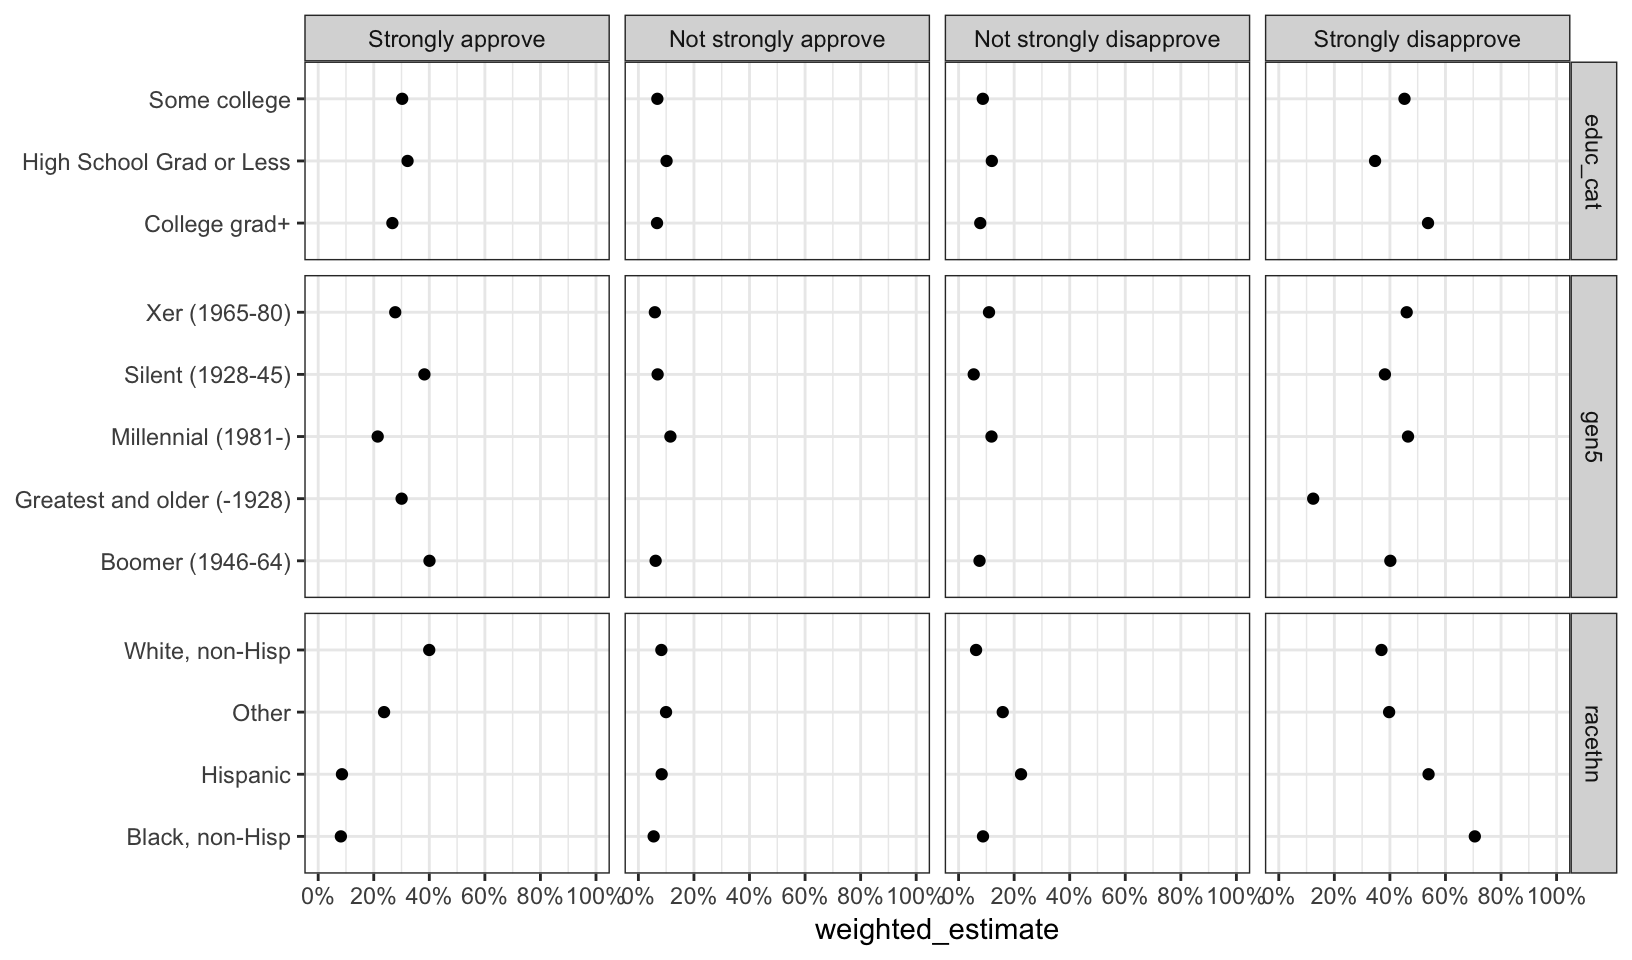 Strongly approve
Not strongly approve
Not strongly disapprove
Strongly disapprove
Some college
High School Grad or Less
College grad+
educ_cat
Xer (1965-80)
Silent (1928-45)
Millennial (1981-)
Greatest and older (-1928)
Boomer (1946-64)
gen5
White, non-Hisp
Other
Hispanic
Black, non-Hisp
racethn
0% 20% 40% 60% 80% 100%
0% 20% 40% 60% 80% 100%
0% 20% 40% 60% 80% 100%
0% 20% 40% 60% 80% 100%
weighted_estimate